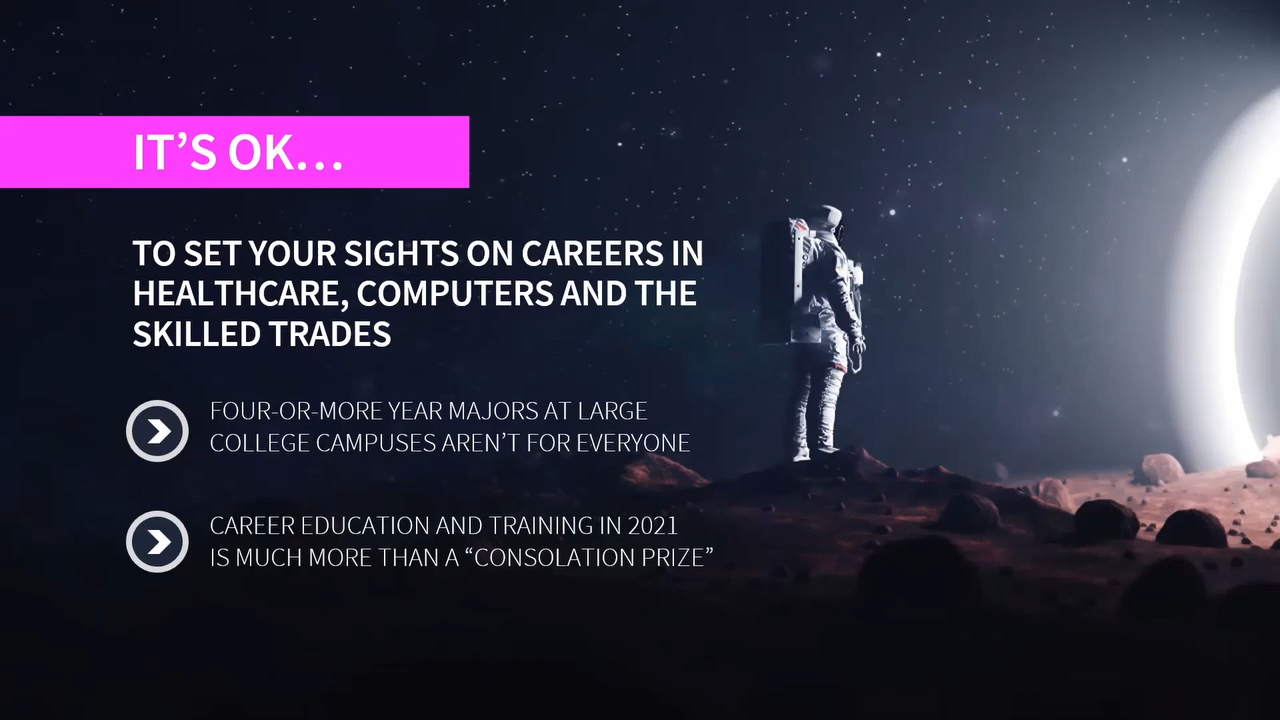 IT’S OK…
TO SET YOUR SIGHTS ON CAREERS IN
HEALTHCARE, COMPUTERS AND THE
SKILLED TRADES
FOUR-OR-MORE YEAR MAJORS AT LARGE
COLLEGE CAMPUSES AREN’T FOR EVERYONE
CAREER EDUCATION AND TRAINING IN 2021
IS MUCH MORE THAN A “CONSOLATION PRIZE”